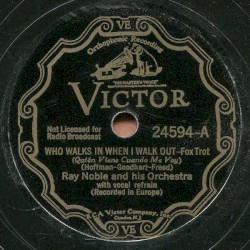 VE
Orthophonic Recording
"HIS MASTER'S VOICE"
VICTOR
Not Licensed for
Radio Broadcast
24594-A
WHO WALKS IN WHEN I WALK OUT-Fox Trot
(Quién Viene Cuando Me Voy)
(Hoffman-Goodhart-Freed)
Ray Noble and his Orchestra
with vocal refrain
(Recorded in Europe)
VE
VE
RCA Victor Company, Inc.